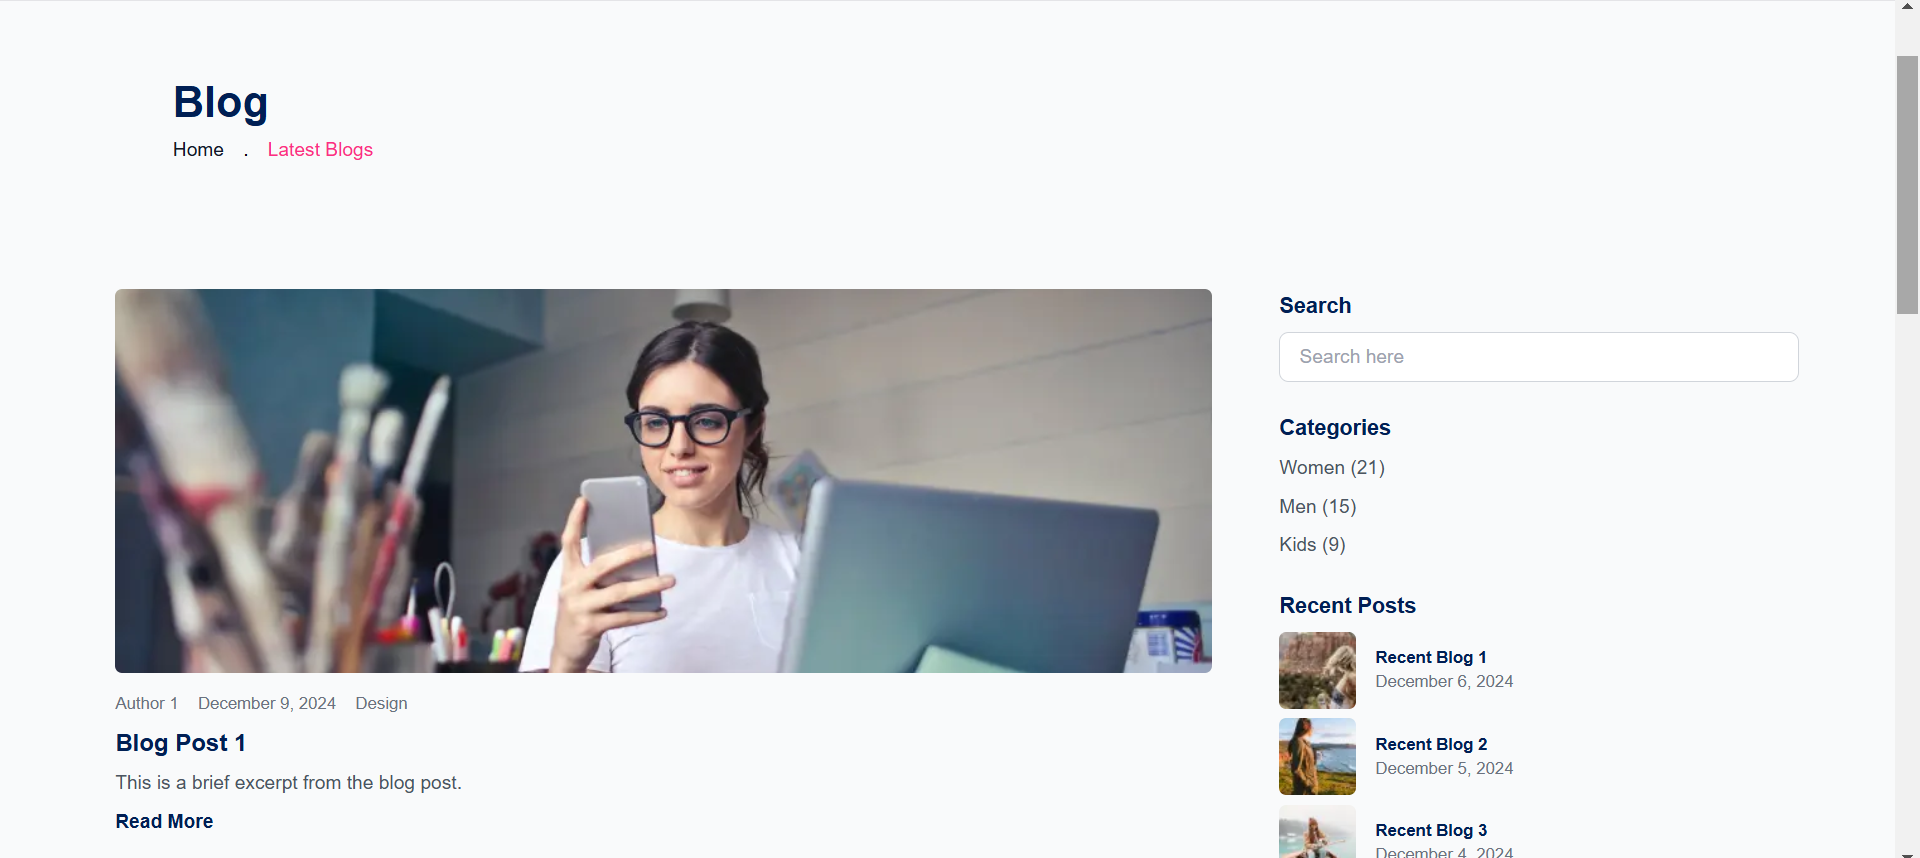 Blog
Home . Latest Blogs
Author 1 December 9, 2024 Design
Blog Post 1
This is a brief excerpt from the blog post.
Read More
Search
Search here
Categories
Women (21)
Men (15)
Kids (9)
Recent Posts
Recent Blog 1
December 6, 2024
Recent Blog 2
December 5, 2024
Recent Blog 3
December 4, 2024